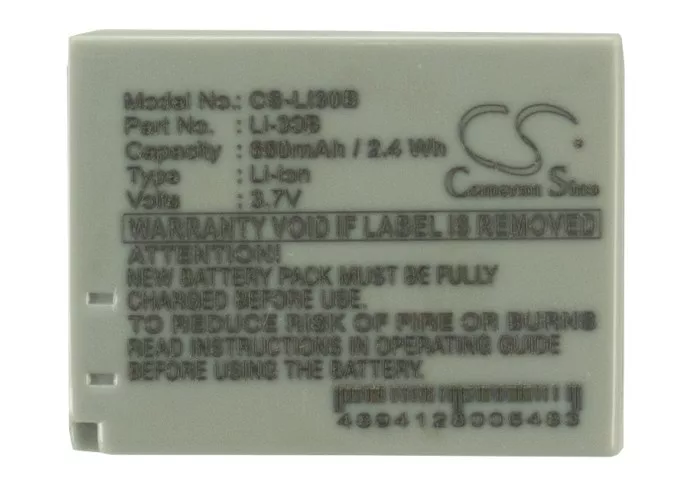 Model No.: CS-LI30B
Part No. : LI-30B
Capacity : 650mAh / 2.4 Wh
Type : Li-ion
Volts : 3.7V
Cameron Sino
WARRANTY VOID IF LABEL IS REMOVED
ATTENTION!
NEW BATTERY PACK MUST BE FULLY
CHARGED BEFORE USE.
TO REDUCE RISK OF FIRE OR BURNS
READ INSTRUCTIONS IN OPERATING GUIDE
BEFORE USING THE BATTERY.
4894128005483